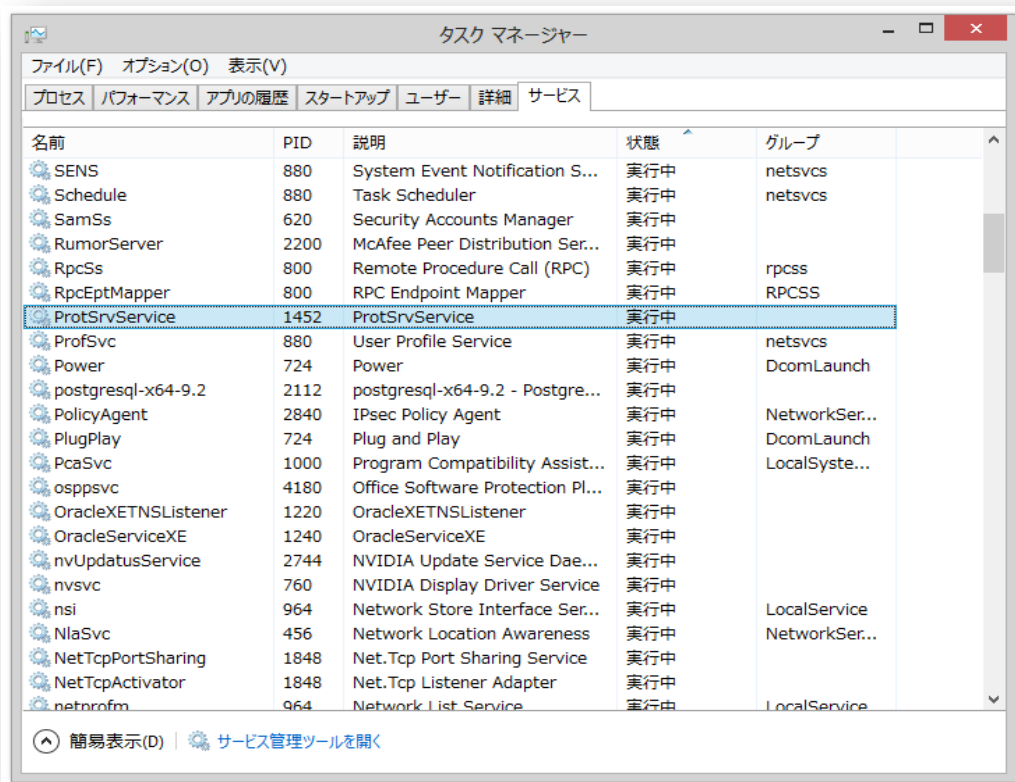 タスク マネージャー
ファイル(F) オプション(O) 表示(V)
プロセス パフォーマンス アプリの履歴 スタートアップ ユーザー 詳細 サービス
名前 PID 説明 状態 グループ
SENS 880 System Event Notification S... 実行中 netsvcs
Schedule 880 Task Scheduler 実行中 netsvcs
SamSs 620 Security Accounts Manager 実行中
RumorServer 2200 McAfee Peer Distribution Ser... 実行中
RpcSs 800 Remote Procedure Call (RPC) 実行中 rpcss
RpcEptMapper 800 RPC Endpoint Mapper 実行中 RPCSS
ProtSrvService 1452 ProtSrvService 実行中
ProfSvc 880 User Profile Service 実行中 netsvcs
Power 724 Power 実行中 DcomLaunch
postgresql-x64-9.2 2112 postgresql-x64-9.2 - Postgre... 実行中
PolicyAgent 2840 IPsec Policy Agent 実行中 NetworkSer...
PlugPlay 724 Plug and Play 実行中 DcomLaunch
PcaSvc 1000 Program Compatibility Assist... 実行中 LocalSyste...
osppsvc 4180 Office Software Protection Pl... 実行中
OracleXETNSListener 1220 OracleXETNSListener 実行中
OracleServiceXE 1240 OracleServiceXE 実行中
nvUpdatusService 2744 NVIDIA Update Service Dae... 実行中
nvsvc 760 NVIDIA Display Driver Service 実行中
nsi 964 Network Store Interface Ser... 実行中 LocalService
NlaSvc 456 Network Location Awareness 実行中 NetworkSer...
NetTcpPortSharing 1848 Net.Tcp Port Sharing Service 実行中
NetTcpActivator 1848 Net.Tcp Listener Adapter 実行中
netprofm 964 Network List Service 実行中 LocalService
簡易表示(D) サービス管理ツールを開く